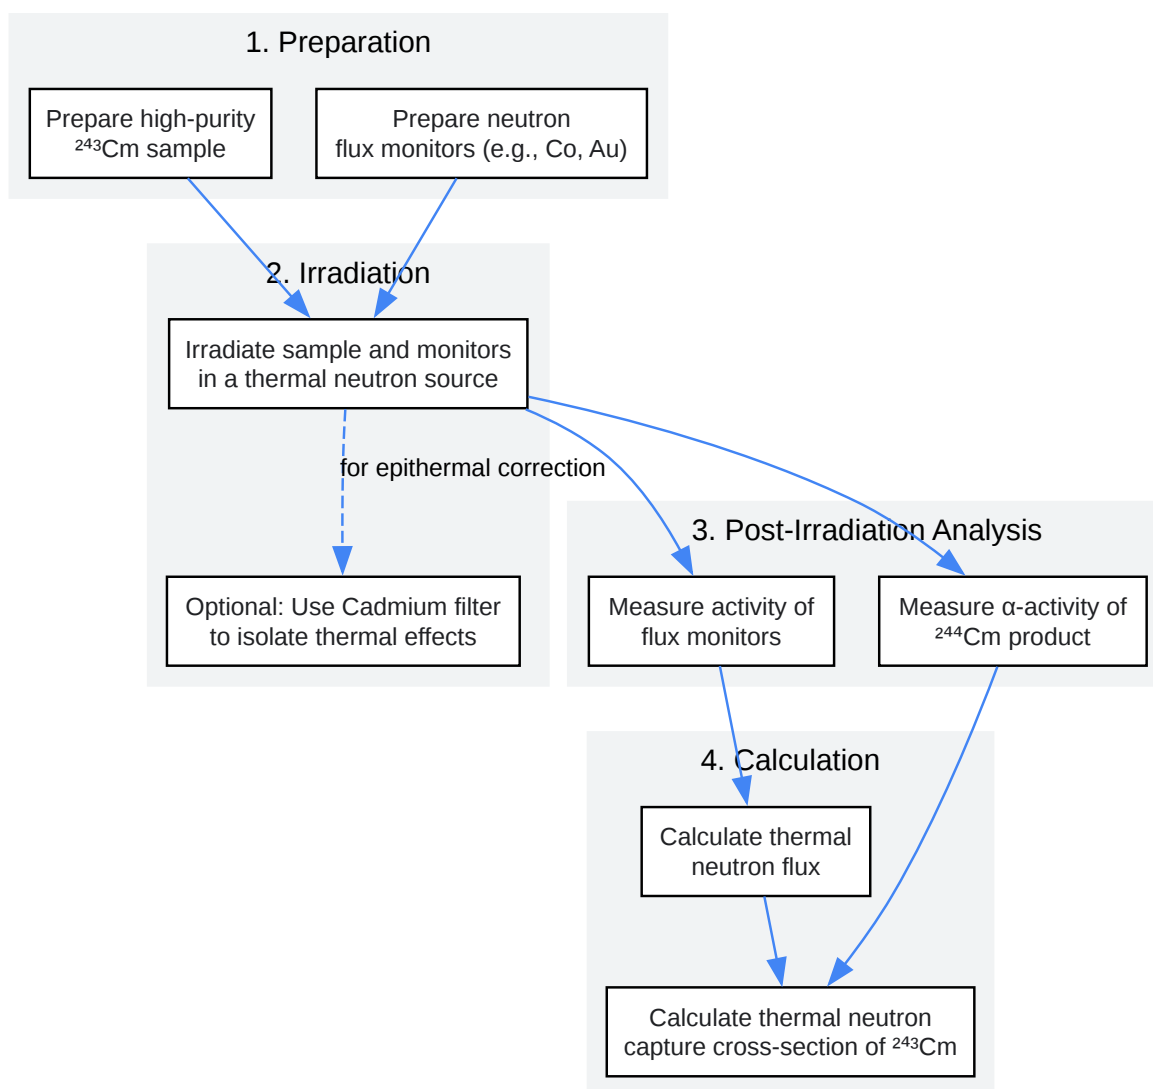 1. Preparation
Prepare high-purity
²⁴³Cm sample
Prepare neutron
flux monitors (e.g., Co, Au)
2. Irradiation
Irradiate sample and monitors
in a thermal neutron source
for epithermal correction
Optional: Use Cadmium filter
to isolate thermal effects
3. Post-Irradiation Analysis
Measure activity of
flux monitors
Measure α-activity of
²⁴⁴Cm product
4. Calculation
Calculate thermal
neutron flux
Calculate thermal neutron
capture cross-section of ²⁴³Cm